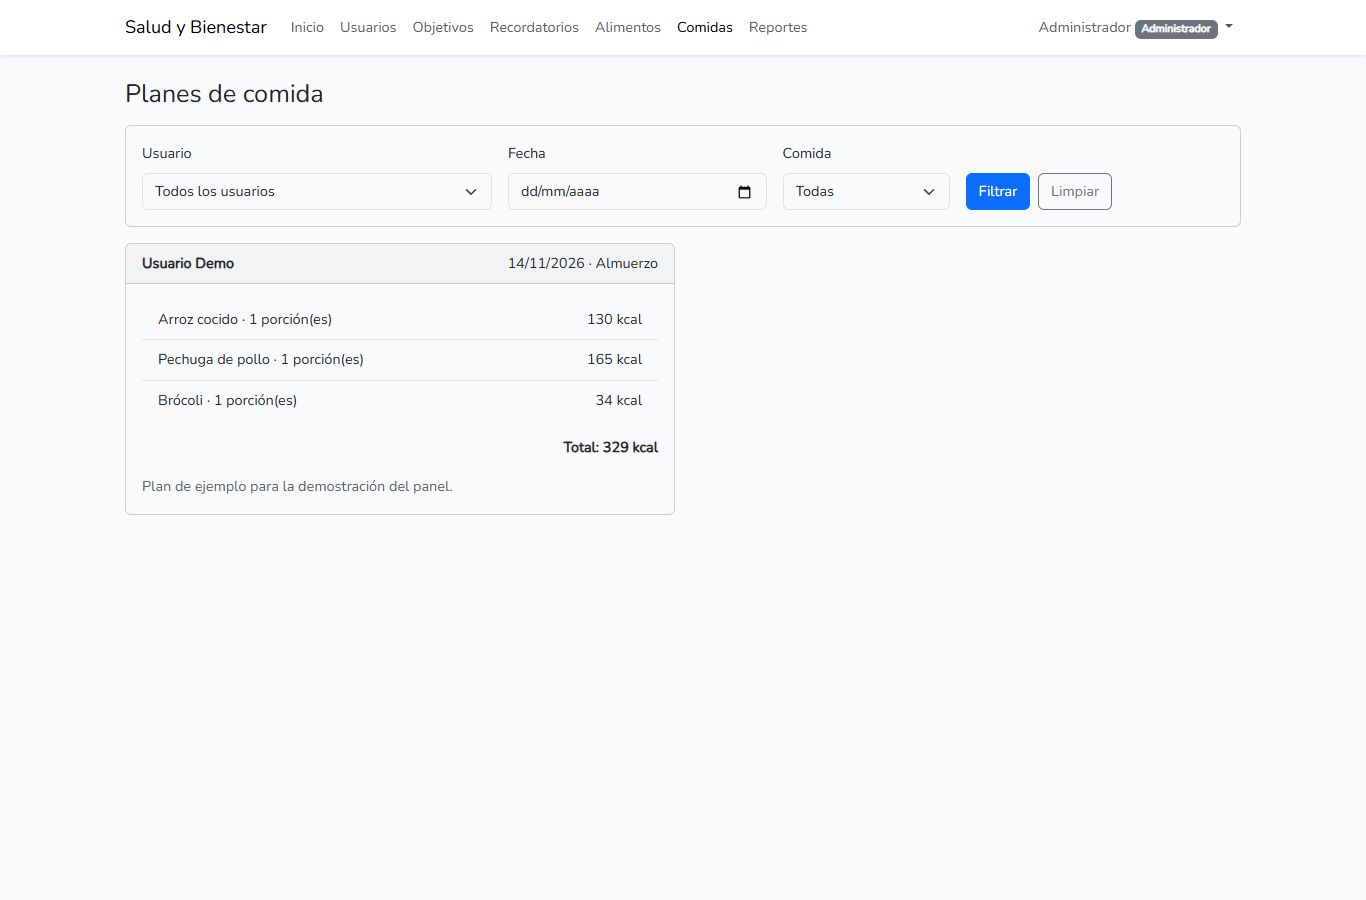 Salud y Bienestar Inicio Usuarios Objetivos Recordatorios Alimentos Comidas Reportes Administrador Administrador
Planes de comida
Usuario Fecha Comida
Todos los usuarios dd/mm/aaaa Todas Filtrar Limpiar
Usuario Demo 14/11/2026 · Almuerzo
Arroz cocido · 1 porción(es) 130 kcal
Pechuga de pollo · 1 porción(es) 165 kcal
Brócoli · 1 porción(es) 34 kcal
Total: 329 kcal
Plan de ejemplo para la demostración del panel.